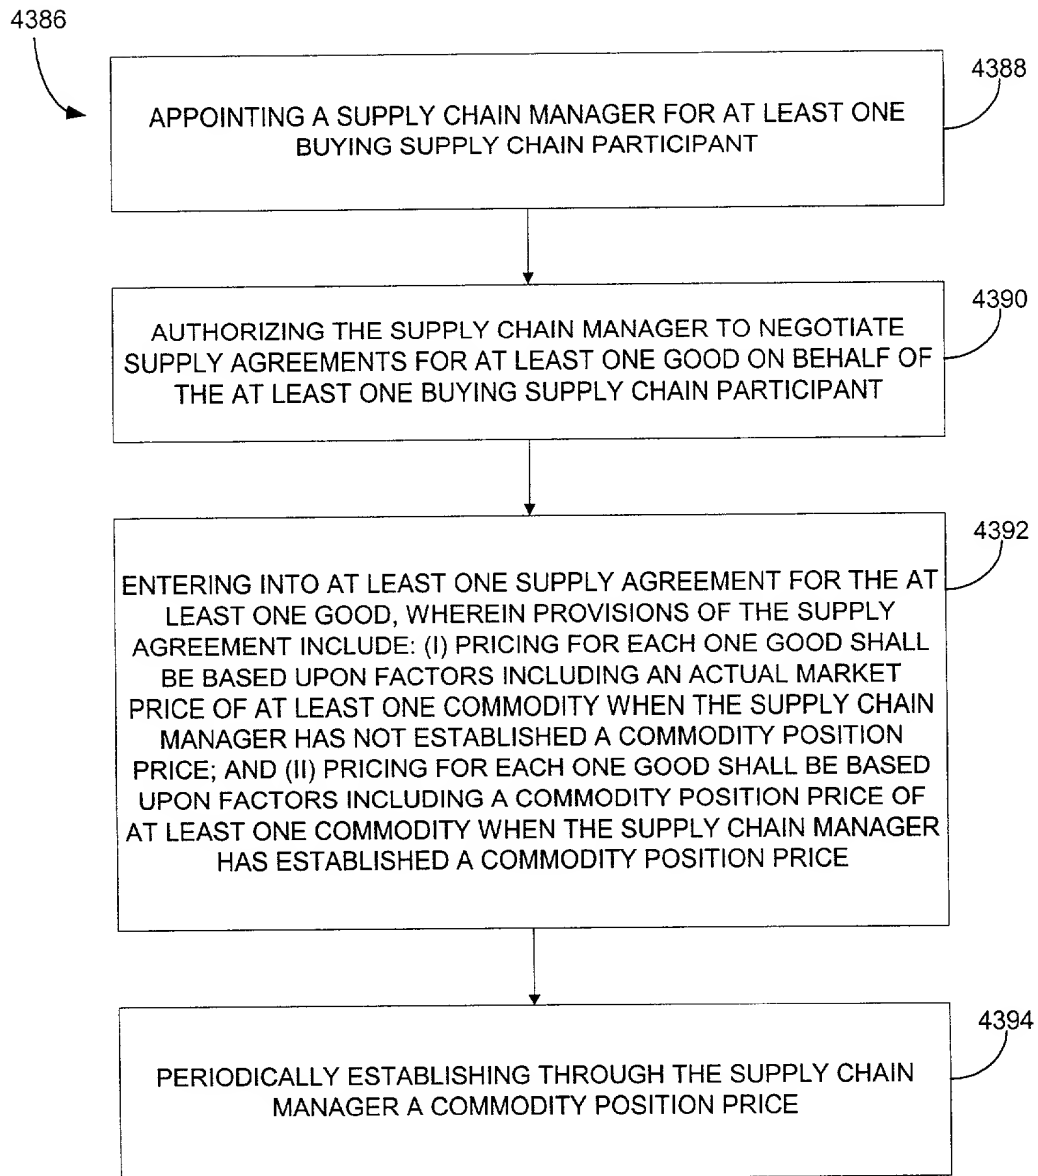 4386
4388
APPOINTING A SUPPLY CHAIN MANAGER FOR AT LEAST ONE
BUYING SUPPLY CHAIN PARTICIPANT
4390
AUTHORIZING THE SUPPLY CHAIN MANAGER TO NEGOTIATE
SUPPLY AGREEMENTS FOR AT LEAST ONE GOOD ON BEHALF OF
THE AT LEAST ONE BUYING SUPPLY CHAIN PARTICIPANT
4392
ENTERING INTO AT LEAST ONE SUPPLY AGREEMENT FOR THE AT
LEAST ONE GOOD, WHEREIN PROVISIONS OF THE SUPPLY
AGREEMENT INCLUDE: (I) PRICING FOR EACH ONE GOOD SHALL
BE BASED UPON FACTORS INCLUDING AN ACTUAL MARKET
PRICE OF AT LEAST ONE COMMODITY WHEN THE SUPPLY CHAIN
MANAGER HAS NOT ESTABLISHED A COMMODITY POSITION
PRICE; AND (II) PRICING FOR EACH ONE GOOD SHALL BE BASED
UPON FACTORS INCLUDING A COMMODITY POSITION PRICE OF
AT LEAST ONE COMMODITY WHEN THE SUPPLY CHAIN MANAGER
HAS ESTABLISHED A COMMODITY POSITION PRICE
4394
PERIODICALLY ESTABLISHING THROUGH THE SUPPLY CHAIN
MANAGER A COMMODITY POSITION PRICE